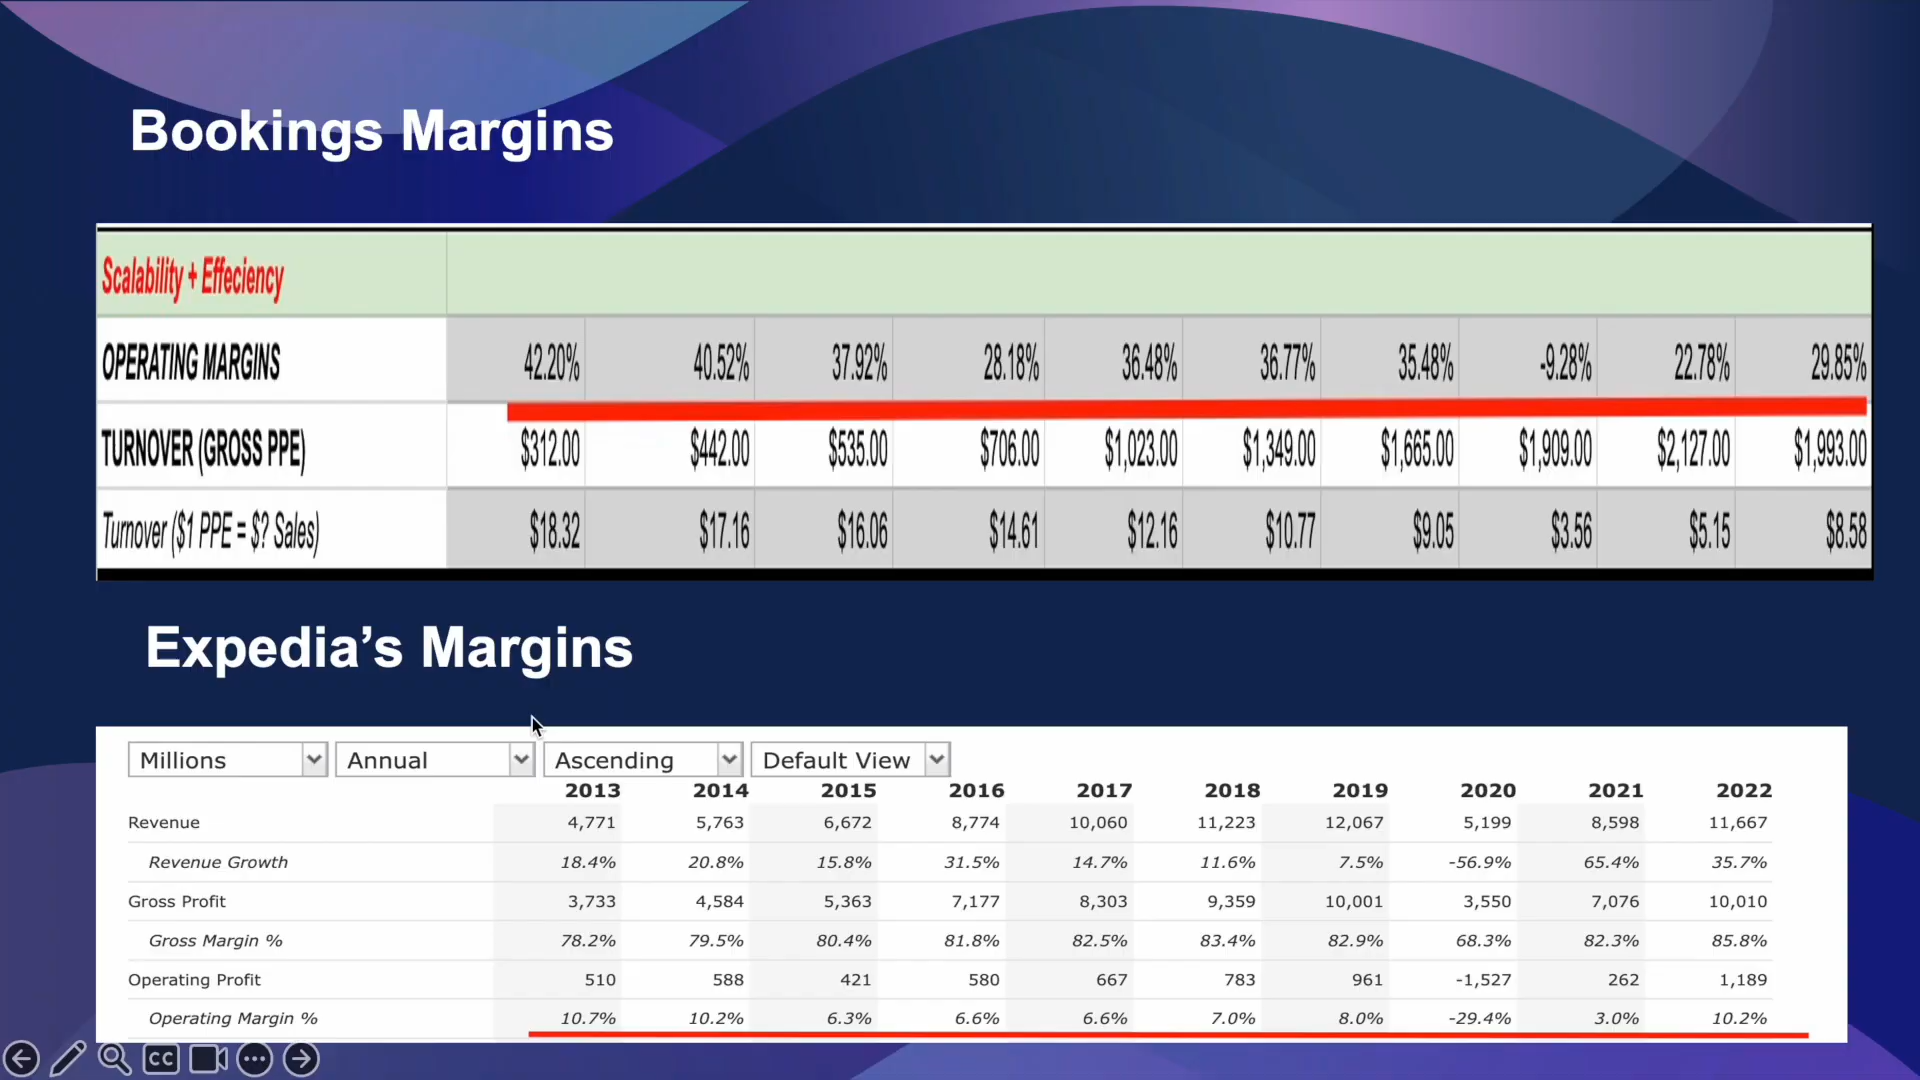 Bookings Margins
Scalability + Effeciency
OPERATING MARGINS 42.20% 40.52% 37.92% 28.18% 36.48% 36.77% 35.48% -9.28% 22.78% 29.85%
TURNOVER (GROSS PPE) $312.00 $442.00 $535.00 $706.00 $1,023.00 $1,349.00 $1,665.00 $1,909.00 $2,127.00 $1,993.00
Turnover ($1 PPE = $? Sales) $18.32 $17.16 $16.06 $14.61 $12.16 $10.77 $9.05 $3.56 $5.15 $8.58
Expedia’s Margins
Millions Annual Ascending Default View
2013 2014 2015 2016 2017 2018 2019 2020 2021 2022
Revenue 4,771 5,763 6,672 8,774 10,060 11,223 12,067 5,199 8,598 11,667
Revenue Growth 18.4% 20.8% 15.8% 31.5% 14.7% 11.6% 7.5% -56.9% 65.4% 35.7%
Gross Profit 3,733 4,584 5,363 7,177 8,303 9,359 10,001 3,550 7,076 10,010
Gross Margin % 78.2% 79.5% 80.4% 81.8% 82.5% 83.4% 82.9% 68.3% 82.3% 85.8%
Operating Profit 510 588 421 580 667 783 961 -1,527 262 1,189
Operating Margin % 10.7% 10.2% 6.3% 6.6% 6.6% 7.0% 8.0% -29.4% 3.0% 10.2%
CC